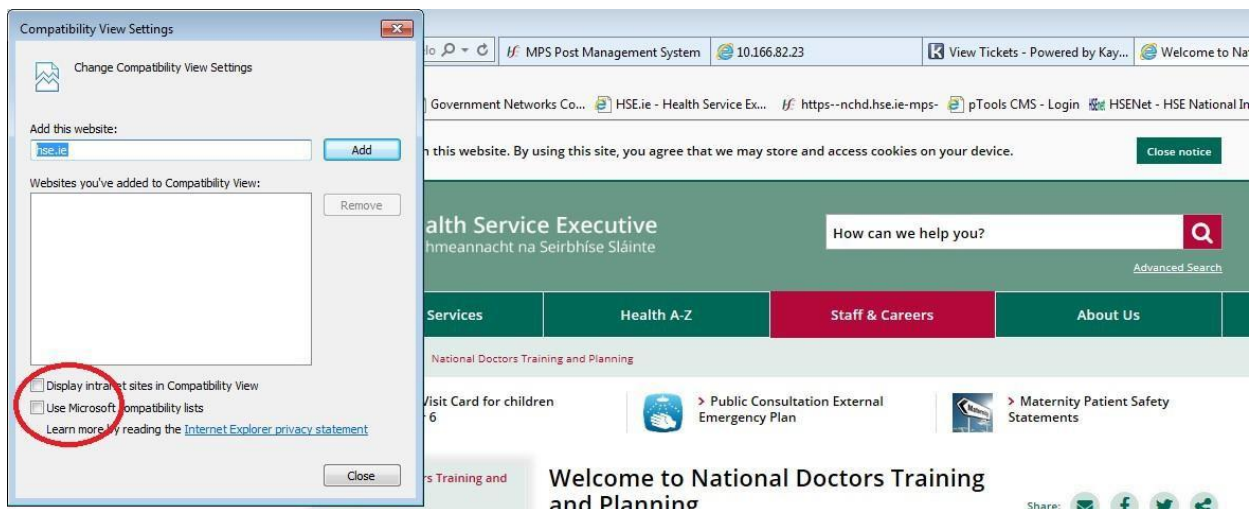 Compatibility View Settings
Change Compatibility View Settings
Add this website:
hse.ie
Add
Websites you've added to Compatibility View:
Remove
Display intranet sites in Compatibility View
Use Microsoft compatibility lists
Learn more by reading the Internet Explorer privacy statement
Close
MPS Post Management System
10.166.82.23
View Tickets - Powered by Kay...
Welcome to Na
Government Networks Co...
HSE.ie - Health Service Ex...
https--nchd.hse.ie-mps-
pTools CMS - Login
HSENet - HSE National In
this website. By using this site, you agree that we may store and access cookies on your device.
Close notice
alth Service Executive
hmeannacht na Seirbhíse Sláinte
How can we help you?
Advanced Search
Services
Health A-Z
Staff & Careers
About Us
National Doctors Training and Planning
Visit Card for children
6
> Public Consultation External
Emergency Plan
> Maternity Patient Safety
Statements
rs Training and
Welcome to National Doctors Training
and Planning
Share: